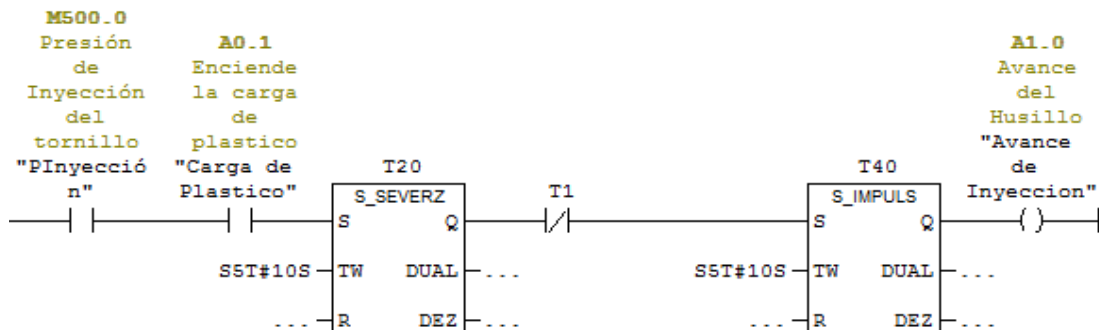 M500.0
Presión
de
Inyección
del
tornillo
"PInyecció
n"
A0.1
Enciende
la carga
de
plastico
"Carga de
Plastico"
T20
S_SEVERZ
S Q
S5T#10S TW DUAL ...
... R DEZ ...
T1
T40
S_IMPULS
S Q
S5T#10S TW DUAL ...
... R DEZ ...
A1.0
Avance
del
Husillo
"Avance
de
Inyeccion"